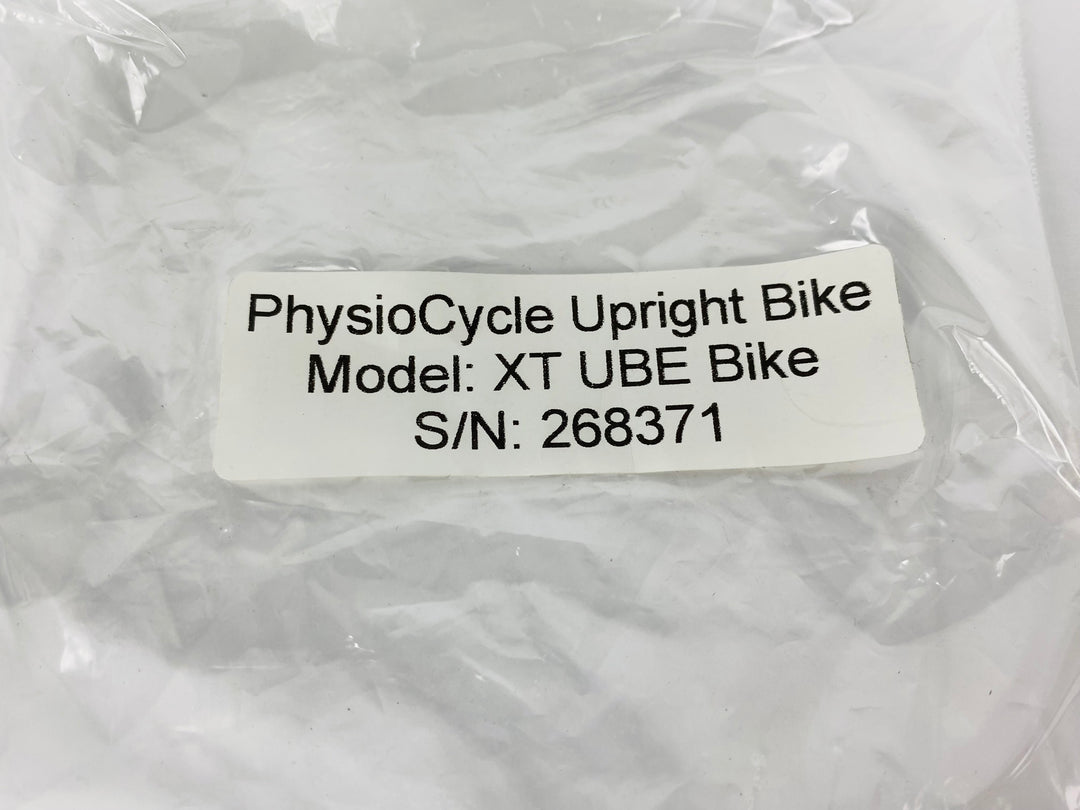 PhysioCycle Upright Bike
Model: XT UBE Bike
S/N: 268371